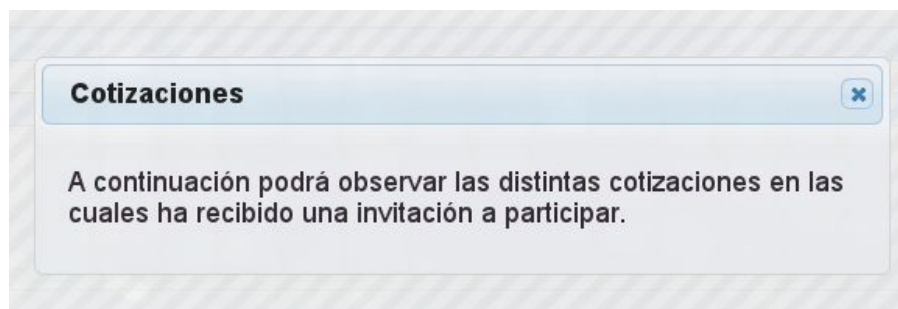 Cotizaciones
A continuación podrá observar las distintas cotizaciones en las
cuales ha recibido una invitación a participar.